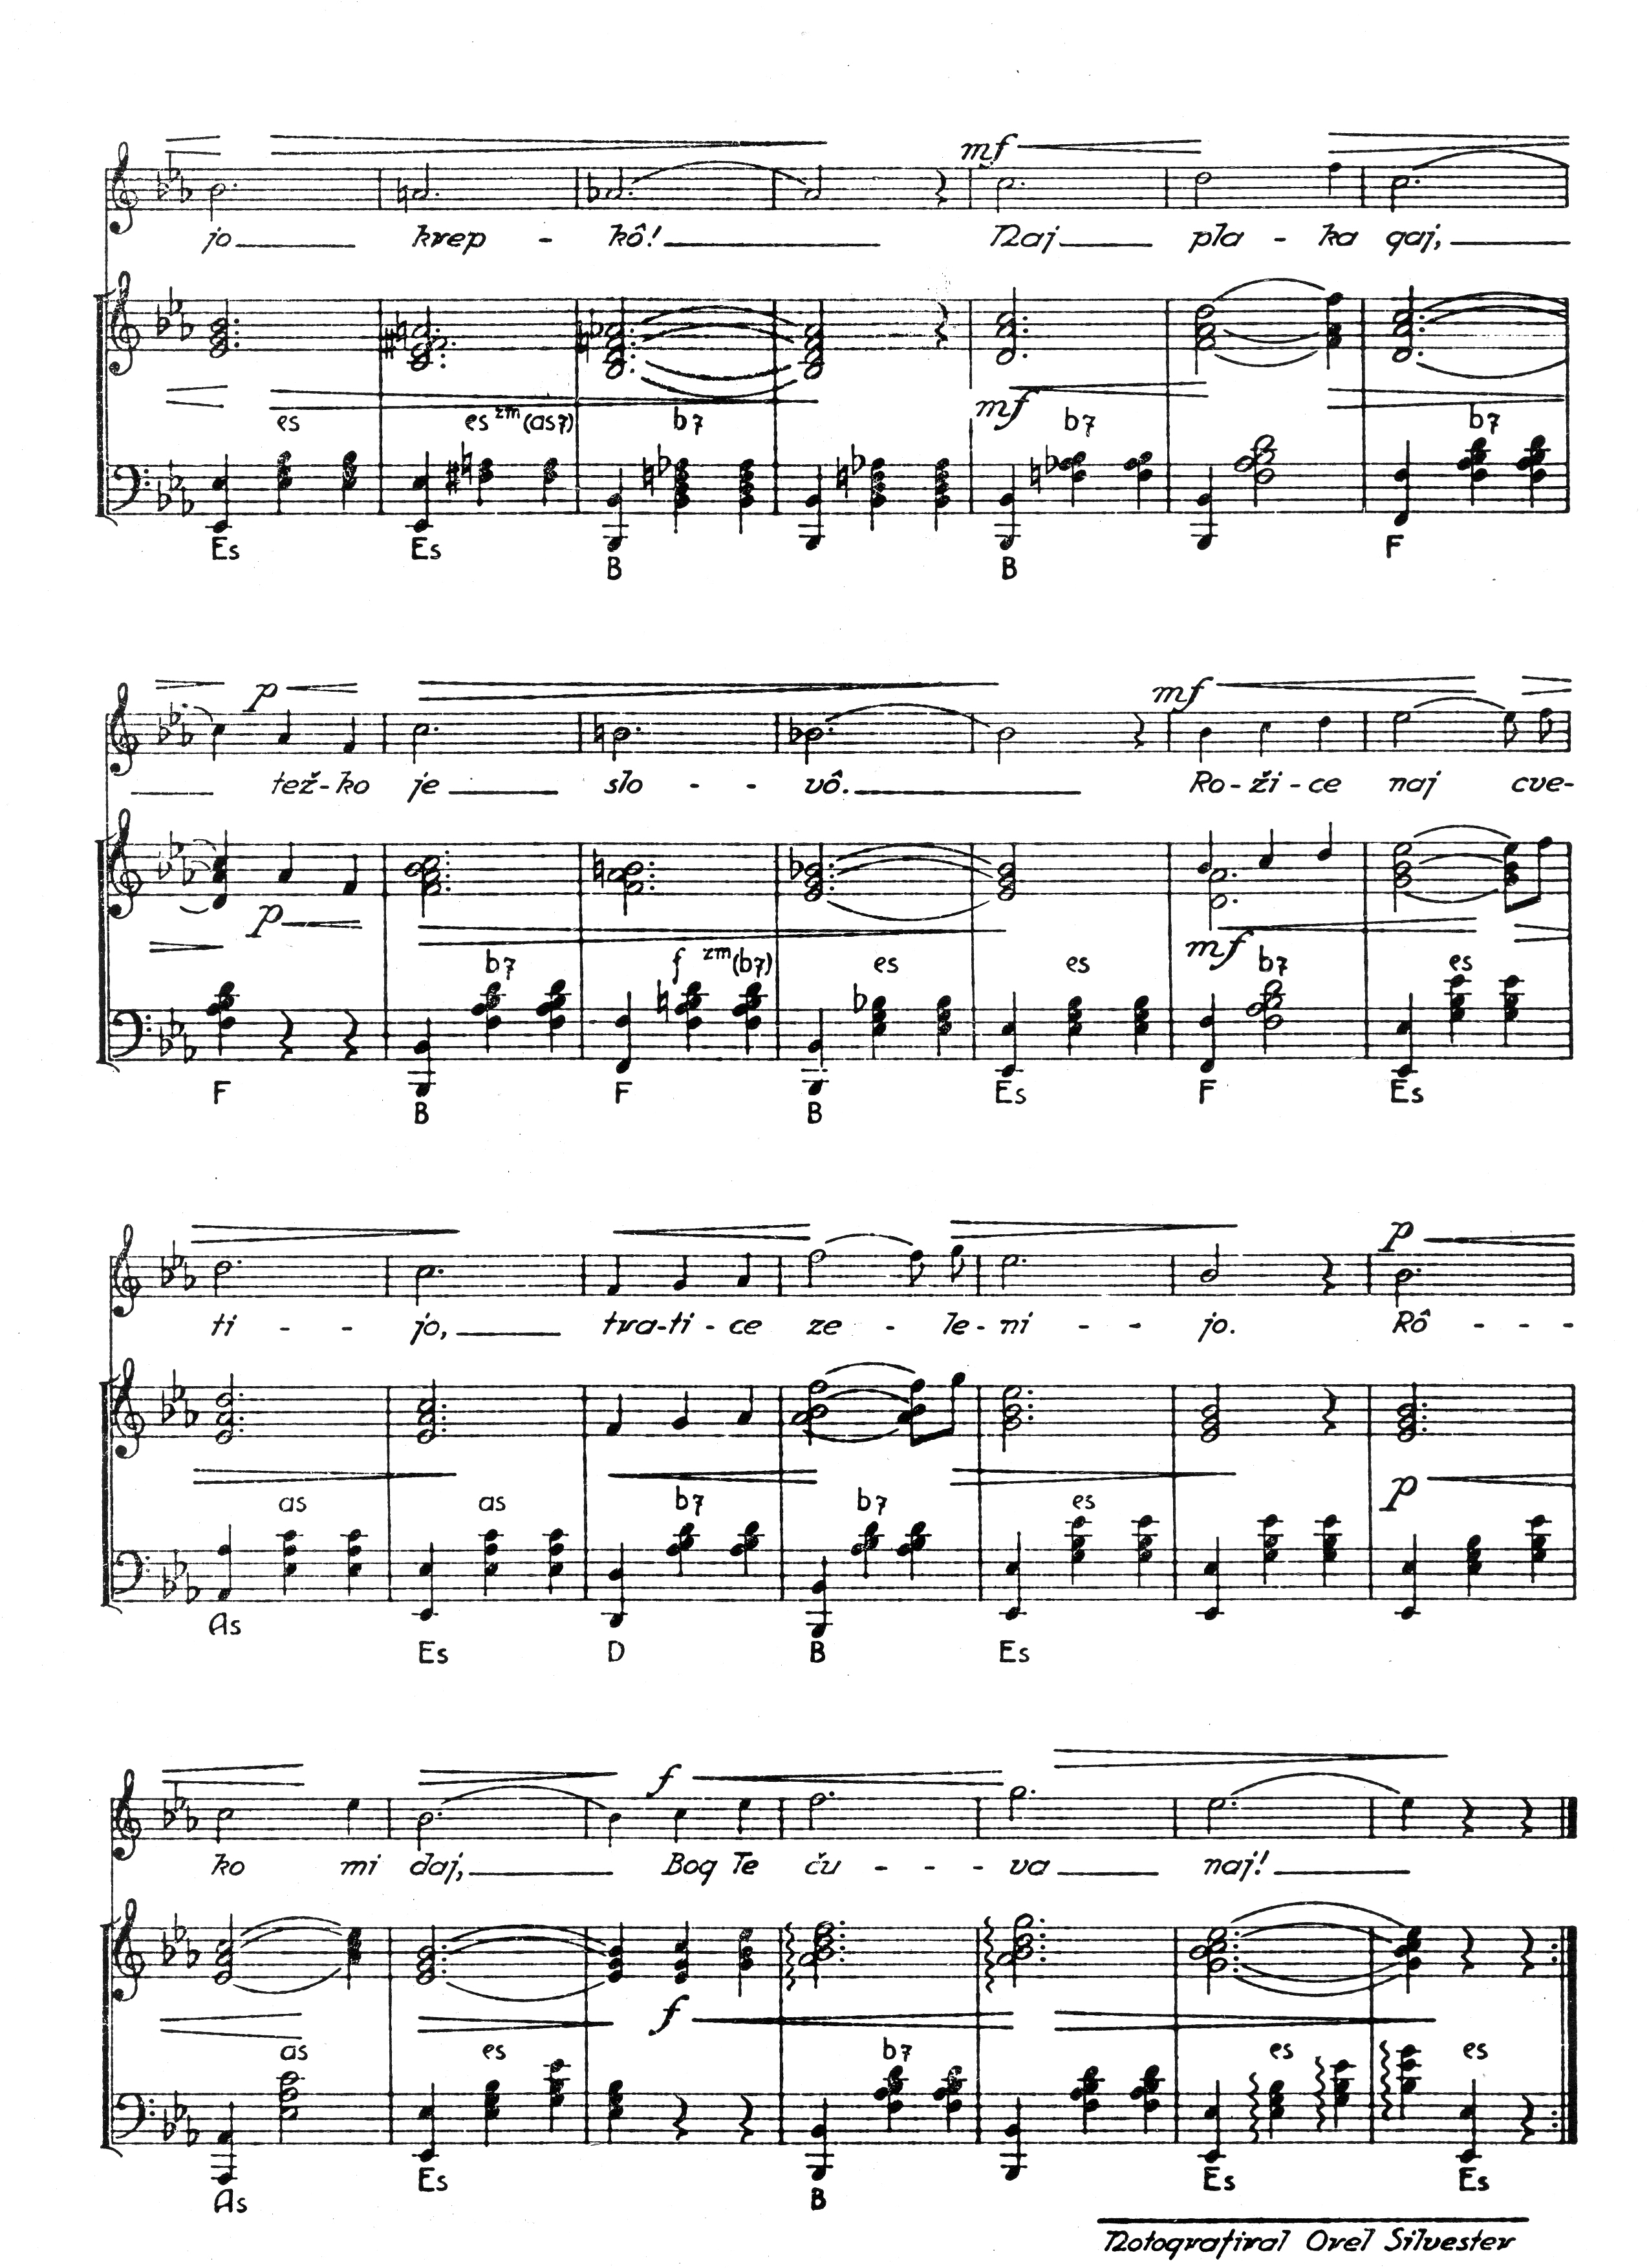 mf
jo krep - kô! Naj pla - ka gaj,
mf
es es zm (as7) b7 b7 b7
Es Es B B F
p mf
tež-ko je slo - - vô. Ro-ži-ce naj cve-
p mf
b7 f zm (b7) es es b7 es
F B F B Es F Es
p
ti - - jo, tra-ti-ce ze - le-ni - - jo. Rô - - -
p
as as b7 b7 es
As Es D B Es
f
ko mi daj, Bog Te ču - - - va naj!
f
as es b7 es es
As Es B Es Es
Notografiral Orel Silvester